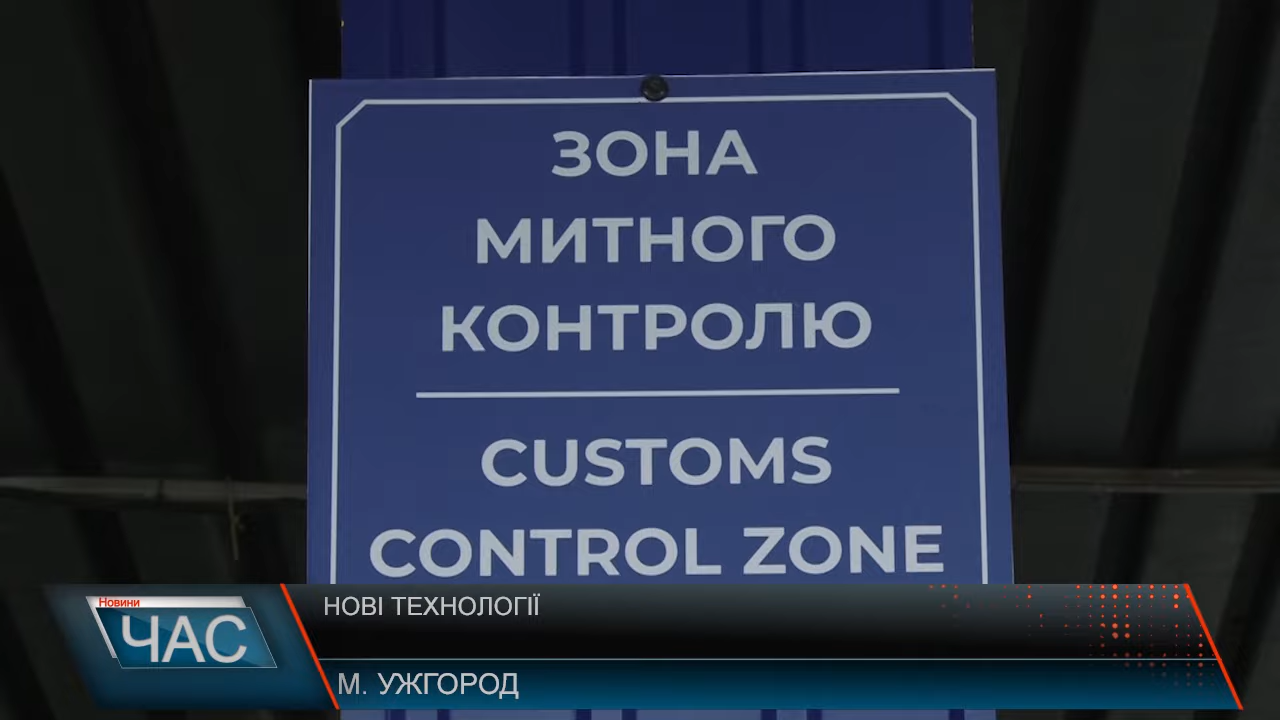 ЗОНА
МИТНОГО
КОНТРОЛЮ
CUSTOMS
CONTROL ZONE
Новини
ЧАС
НОВІ ТЕХНОЛОГІЇ
М. УЖГОРОД